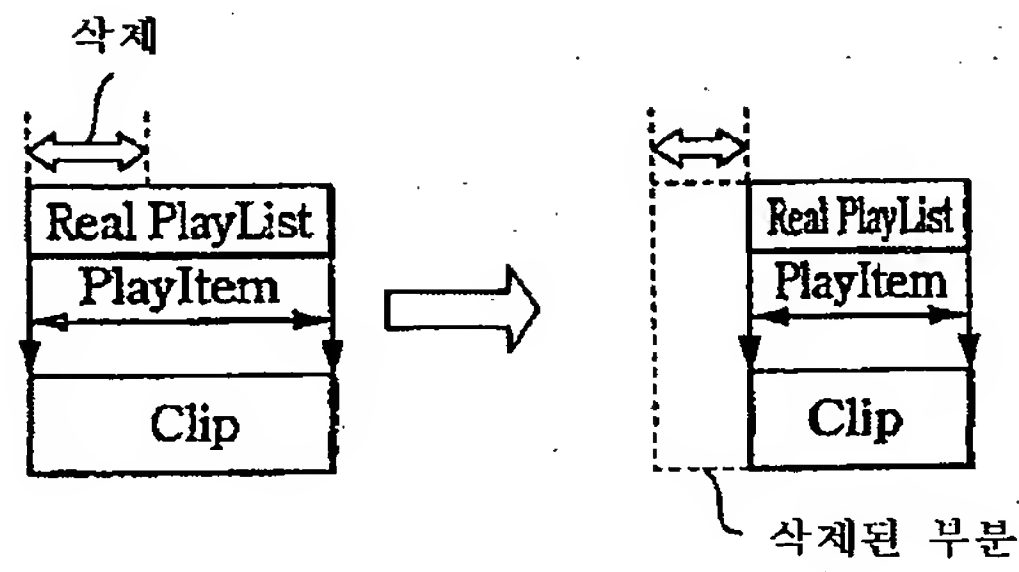 삭제
Real PlayList
PlayItem
Clip
Real PlayList
PlayItem
Clip
삭제된 부분